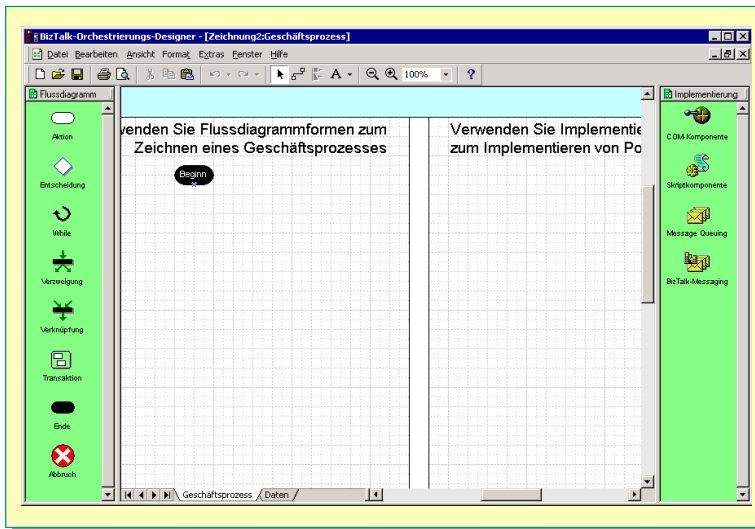 BizTalk-Orchestrierungs-Designer - [Zeichnung2:Geschäftsprozess]
Datei Bearbeiten Ansicht Format Extras Fenster Hilfe
A
100%
?
Flussdiagramm
Aktion
Entscheidung
While
Verzweigung
Verknüpfung
Transaktion
Ende
Abbruch
wenden Sie Flussdiagrammformen zum
Zeichnen eines Geschäftsprozesses
Beginn
Verwenden Sie Implementie
zum Implementieren von Po
Geschäftsprozess
Daten
Implementierung
COM-Komponente
Skriptkomponente
Message Queuing
BizTalk-Messaging